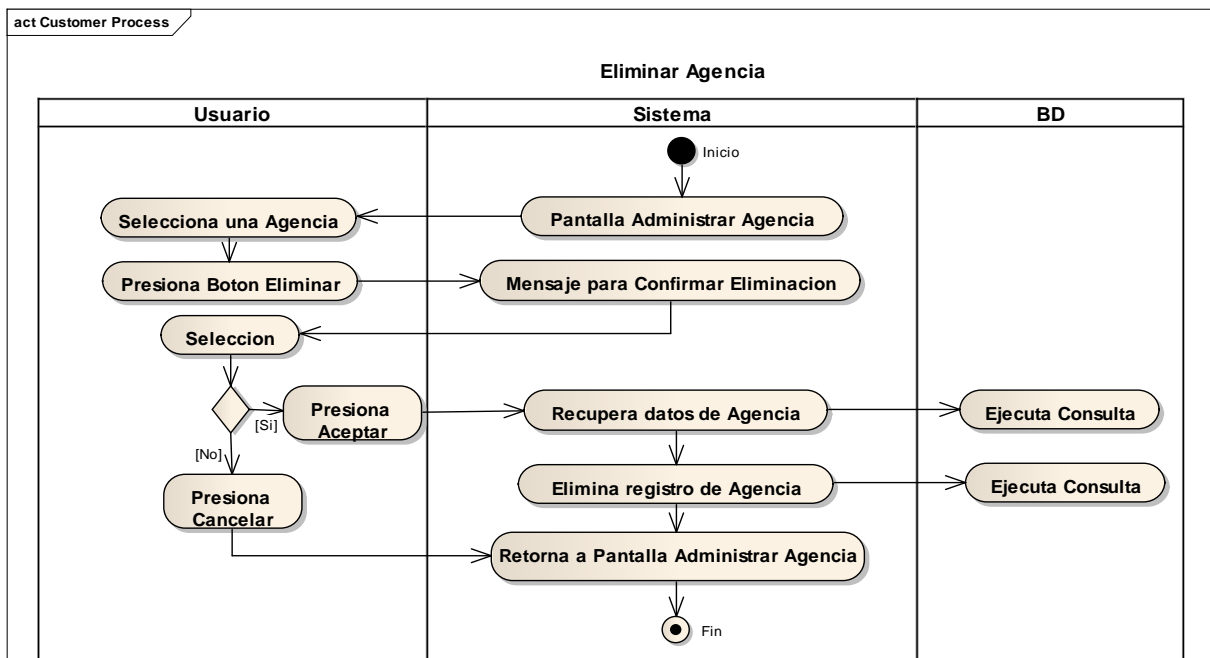 act Customer Process
Eliminar Agencia
Usuario
Sistema
BD
Inicio
Selecciona una Agencia
Pantalla Administrar Agencia
Presiona Boton Eliminar
Mensaje para Confirmar Eliminacion
Seleccion
[Si]
Presiona
Aceptar
Recupera datos de Agencia
Ejecuta Consulta
[No]
Presiona
Cancelar
Elimina registro de Agencia
Ejecuta Consulta
Retorna a Pantalla Administrar Agencia
Fin